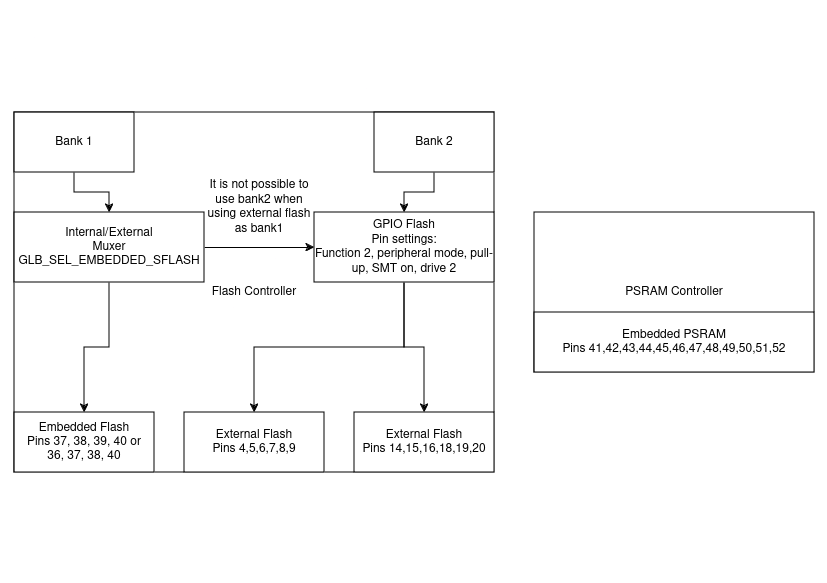 Bank 1
Bank 2
It is not possible to
use bank2 when
using external flash
as bank1
Internal/External
Muxer
GLB_SEL_EMBEDDED_SFLASH
GPIO Flash
Pin settings:
Function 2, peripheral mode, pull-
up, SMT on, drive 2
Flash Controller
PSRAM Controller
Embedded PSRAM
Pins 41,42,43,44,45,46,47,48,49,50,51,52
Embedded Flash
Pins 37, 38, 39, 40 or
36, 37, 38, 40
External Flash
Pins 4,5,6,7,8,9
External Flash
Pins 14,15,16,18,19,20